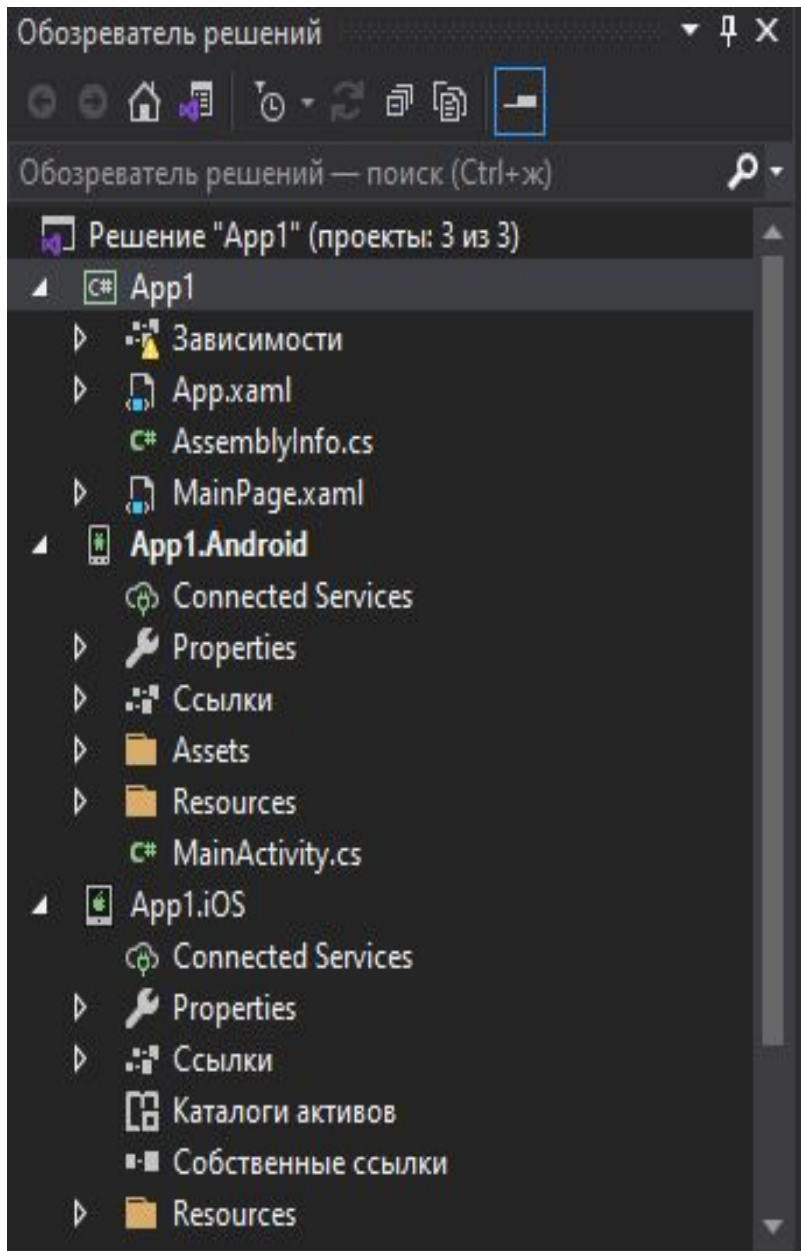 Обозреватель решений
Обозреватель решений — поиск (Ctrl+ж)
Решение "App1" (проекты: 3 из 3)
C# App1
Зависимости
App.xaml
C# AssemblyInfo.cs
MainPage.xaml
App1.Android
Connected Services
Properties
Ссылки
Assets
Resources
C# MainActivity.cs
App1.iOS
Connected Services
Properties
Ссылки
Каталоги активов
Собственные ссылки
Resources